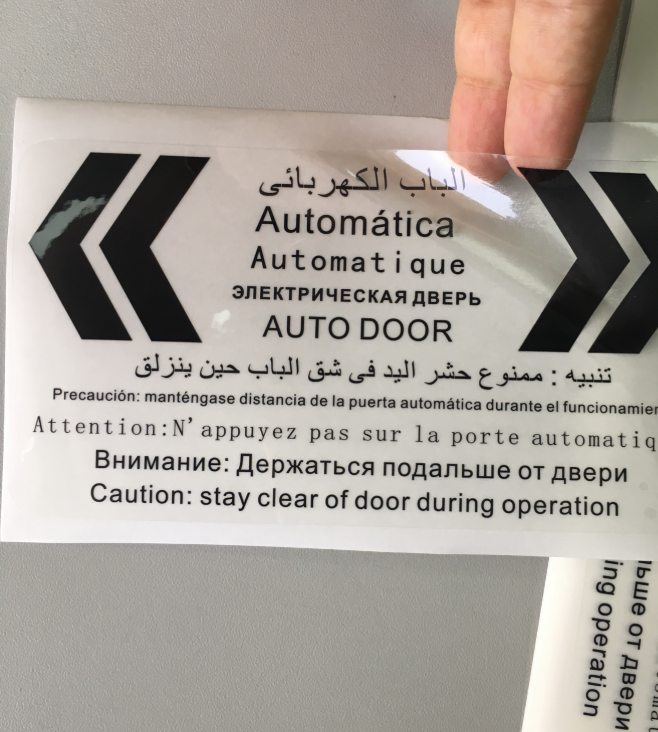 الباب الكهربائى
Automática
Automatique
ЭЛЕКТРИЧЕСКАЯ ДВЕРЬ
AUTO DOOR
تنبيه : ممنوع حشر اليد فى شق الباب حين ينزلق
Precaución: manténgase distancia de la puerta automática durante el funcionamier
Attention:N'appuyez pas sur la porte automatiq
Внимание: Держаться подальше от двери
Caution: stay clear of door during operation
льше от двери
ing operation